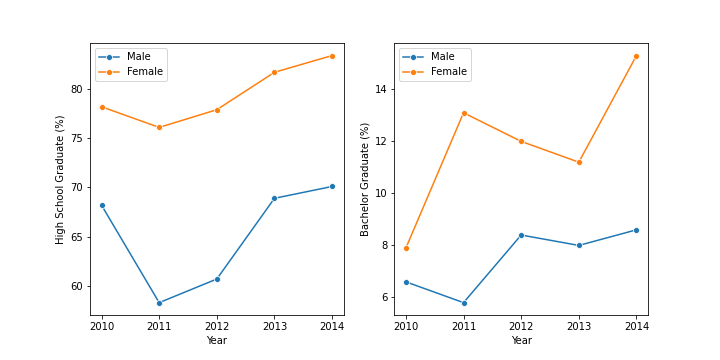 Male
Female
High School Graduate (%)
80
75
70
65
60
2010 2011 2012 2013 2014
Year
Male
Female
Bachelor Graduate (%)
14
12
10
8
6
2010 2011 2012 2013 2014
Year